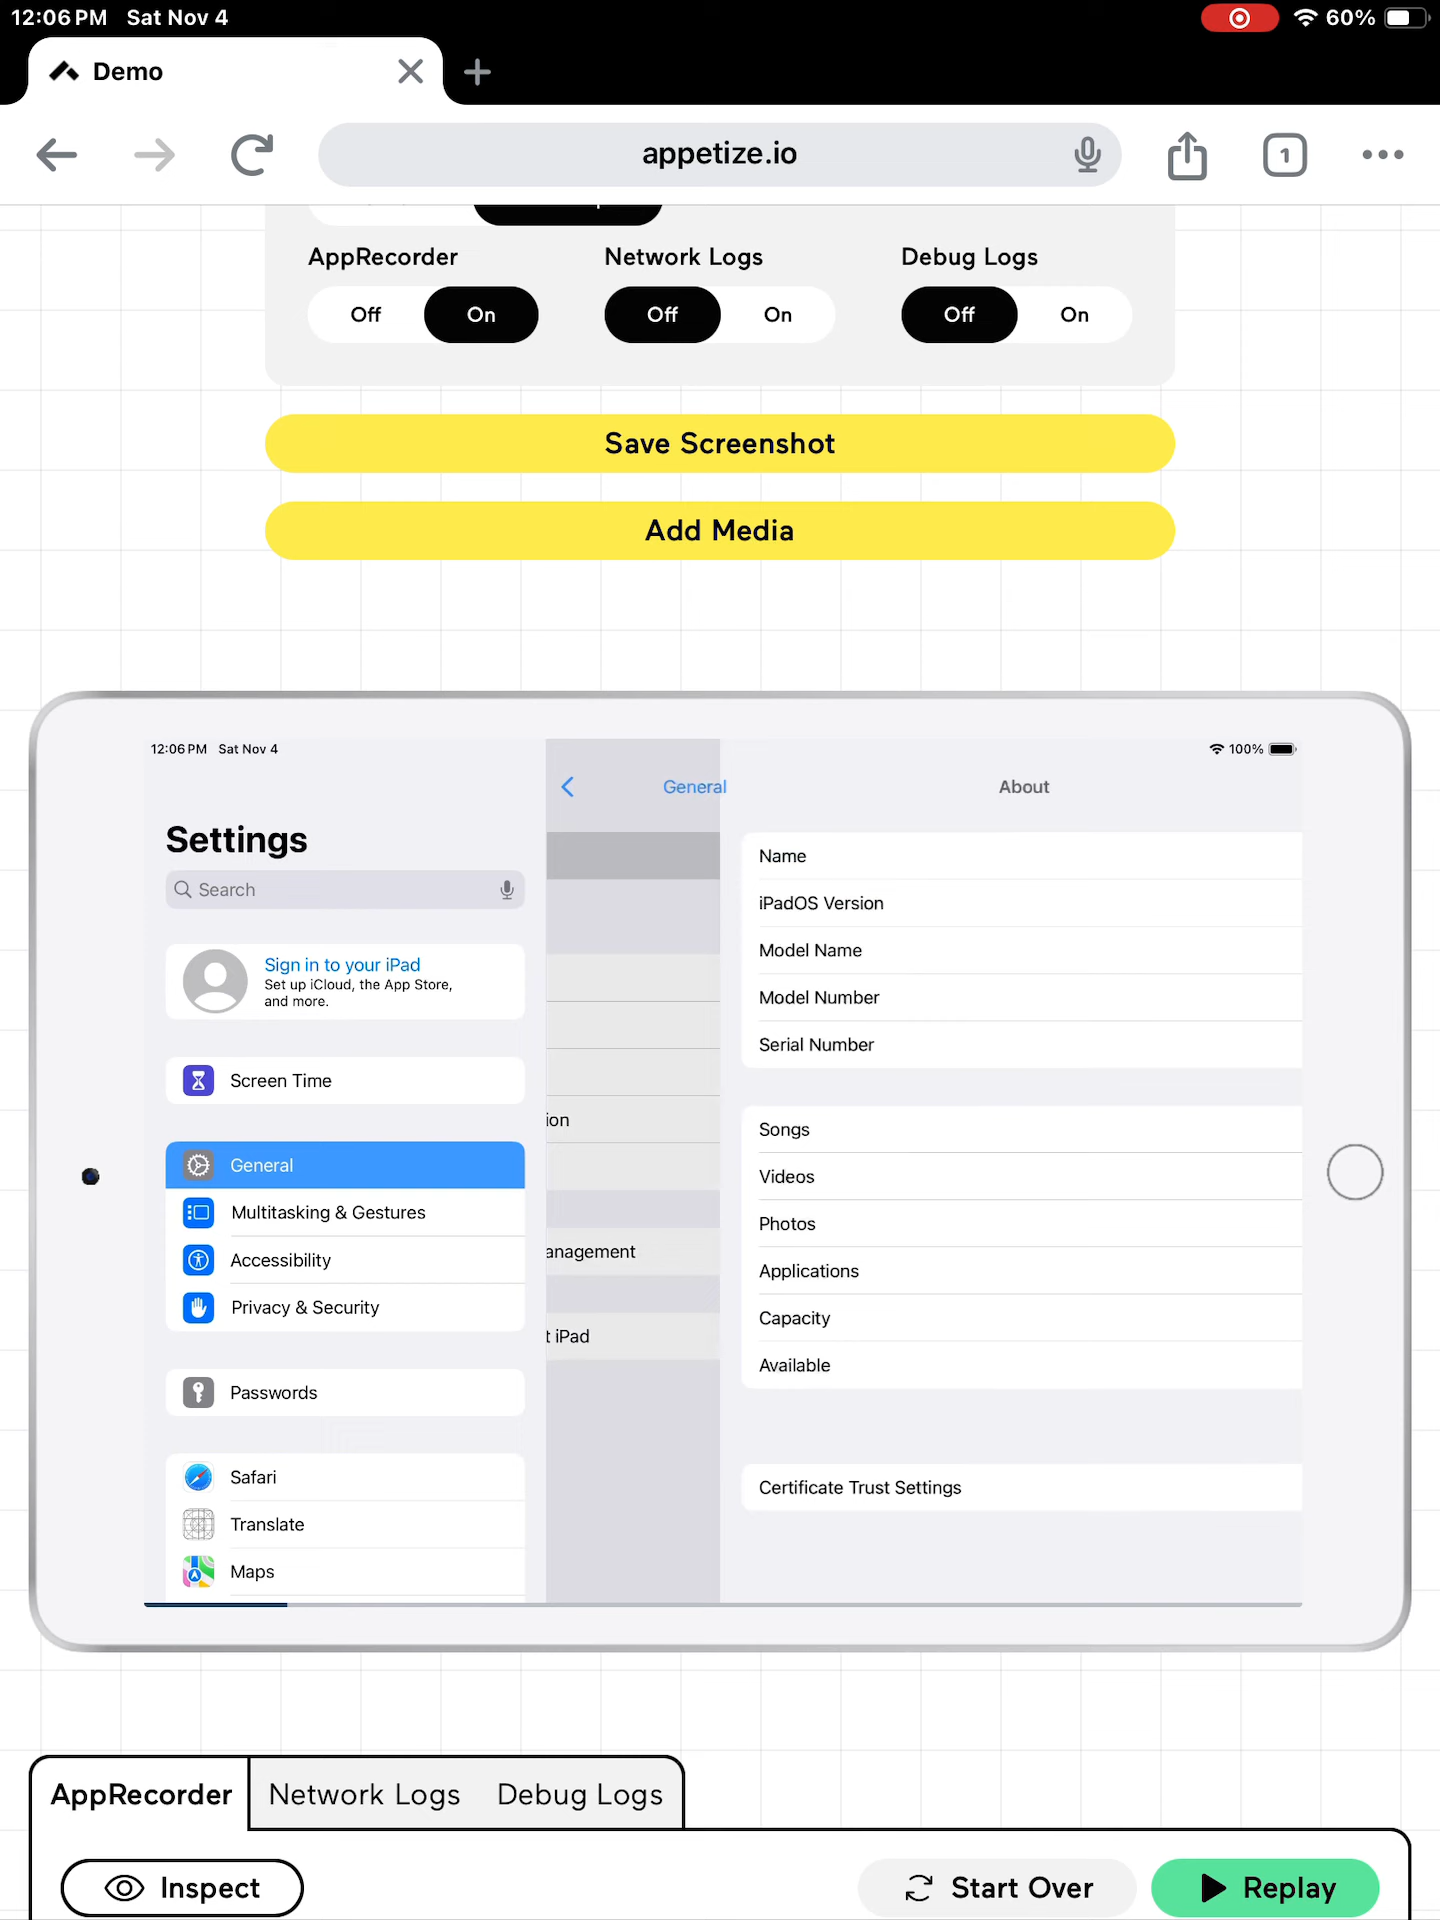 12:06 PM Sat Nov 4
60%
Demo
appetize.io
1
AppRecorder
Network Logs
Debug Logs
Off
On
Off
On
Off
On
Save Screenshot
Add Media
12:06 PM Sat Nov 4
100%
Settings
Search
Sign in to your iPad
Set up iCloud, the App Store,
and more.
Screen Time
General
Multitasking & Gestures
Accessibility
Privacy & Security
Passwords
Safari
Translate
Maps
General
About
ion
anagement
t iPad
Name
iPadOS Version
Model Name
Model Number
Serial Number
Songs
Videos
Photos
Applications
Capacity
Available
Certificate Trust Settings
AppRecorder
Network Logs
Debug Logs
Inspect
Start Over
Replay